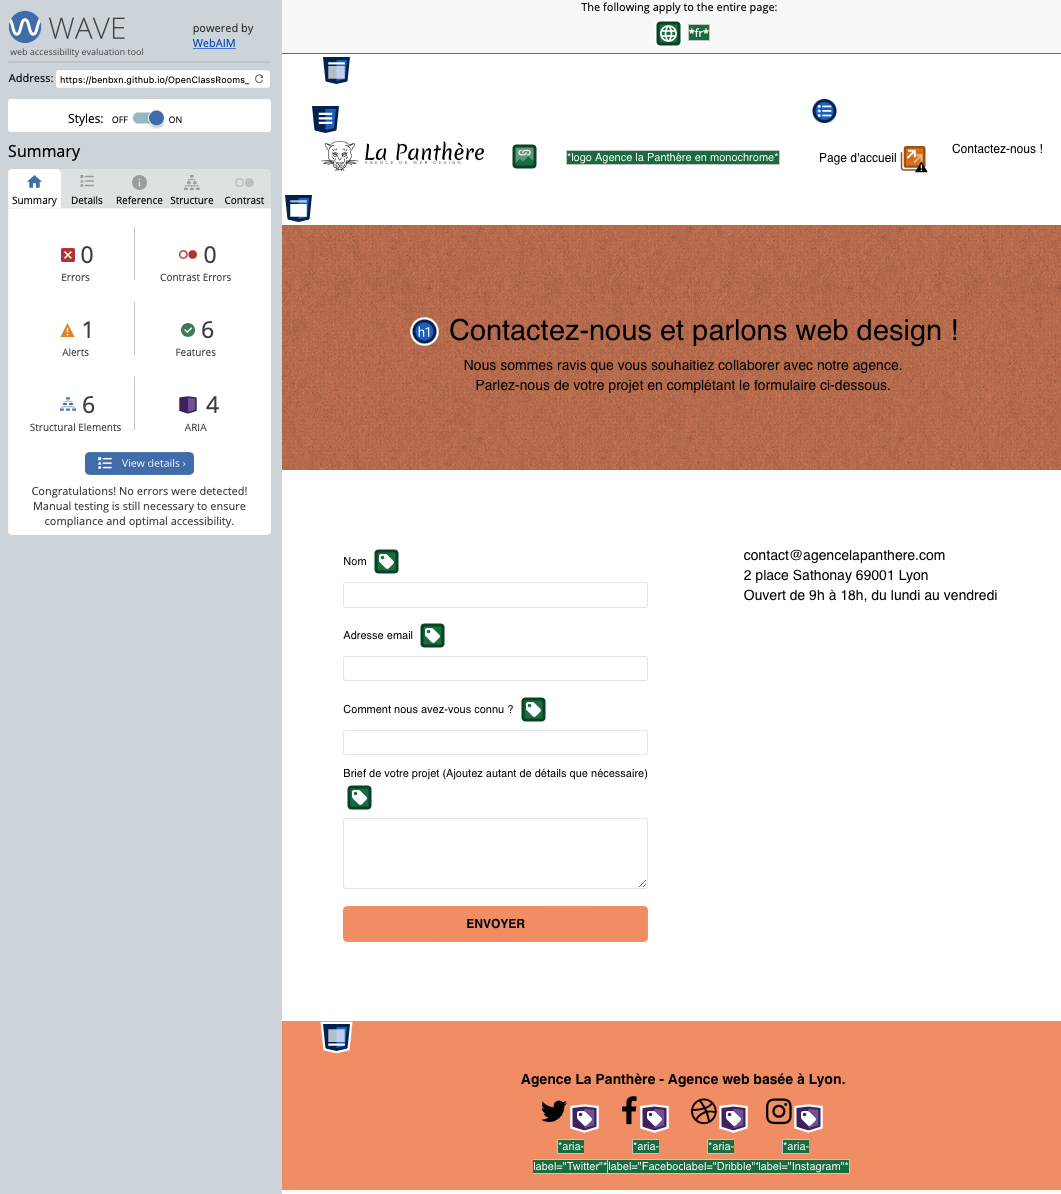 WAVE
web accessibility evaluation tool
powered by
WebAIM
Address: https://benbxn.github.io/OpenClassRooms_
Styles: OFF ON
Summary
Summary Details Reference Structure Contrast
0 0
Errors Contrast Errors
1 6
Alerts Features
6 4
Structural Elements ARIA
View details ›
Congratulations! No errors were detected!
Manual testing is still necessary to ensure
compliance and optimal accessibility.
The following apply to the entire page:
*fr*
La Panthère
AGENCE DE WEB DESIGN
*logo Agence la Panthère en monochrome*
Page d'accueil
Contactez-nous !
h1 Contactez-nous et parlons web design !
Nous sommes ravis que vous souhaitiez collaborer avec notre agence.
Parlez-nous de votre projet en complétant le formulaire ci-dessous.
Nom
Adresse email
Comment nous avez-vous connu ?
Brief de votre projet (Ajoutez autant de détails que nécessaire)
ENVOYER
contact@agencelapanthere.com
2 place Sathonay 69001 Lyon
Ouvert de 9h à 18h, du lundi au vendredi
Agence La Panthère - Agence web basée à Lyon.
*aria- *aria- *aria- *aria-
label="Twitter"* label="Faceboo label="Dribble"* label="Instagram"*